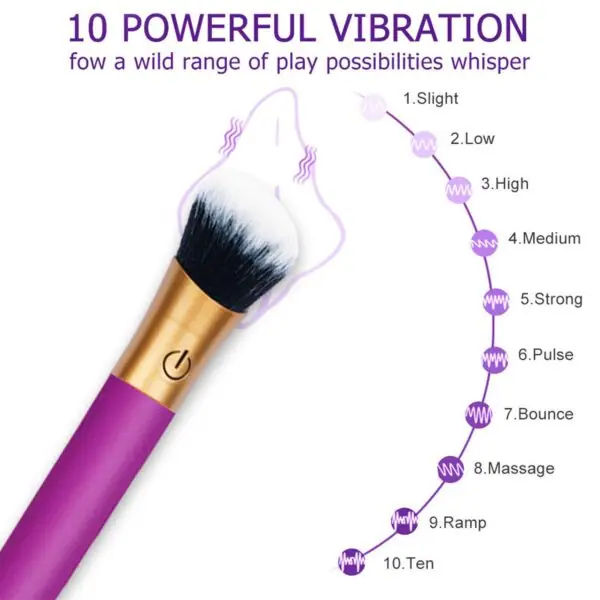 10 POWERFUL VIBRATION
fow a wild range of play possibilities whisper
1.Slight
2.Low
3.High
4.Medium
5.Strong
6.Pulse
7.Bounce
8.Massage
9.Ramp
10.Ten